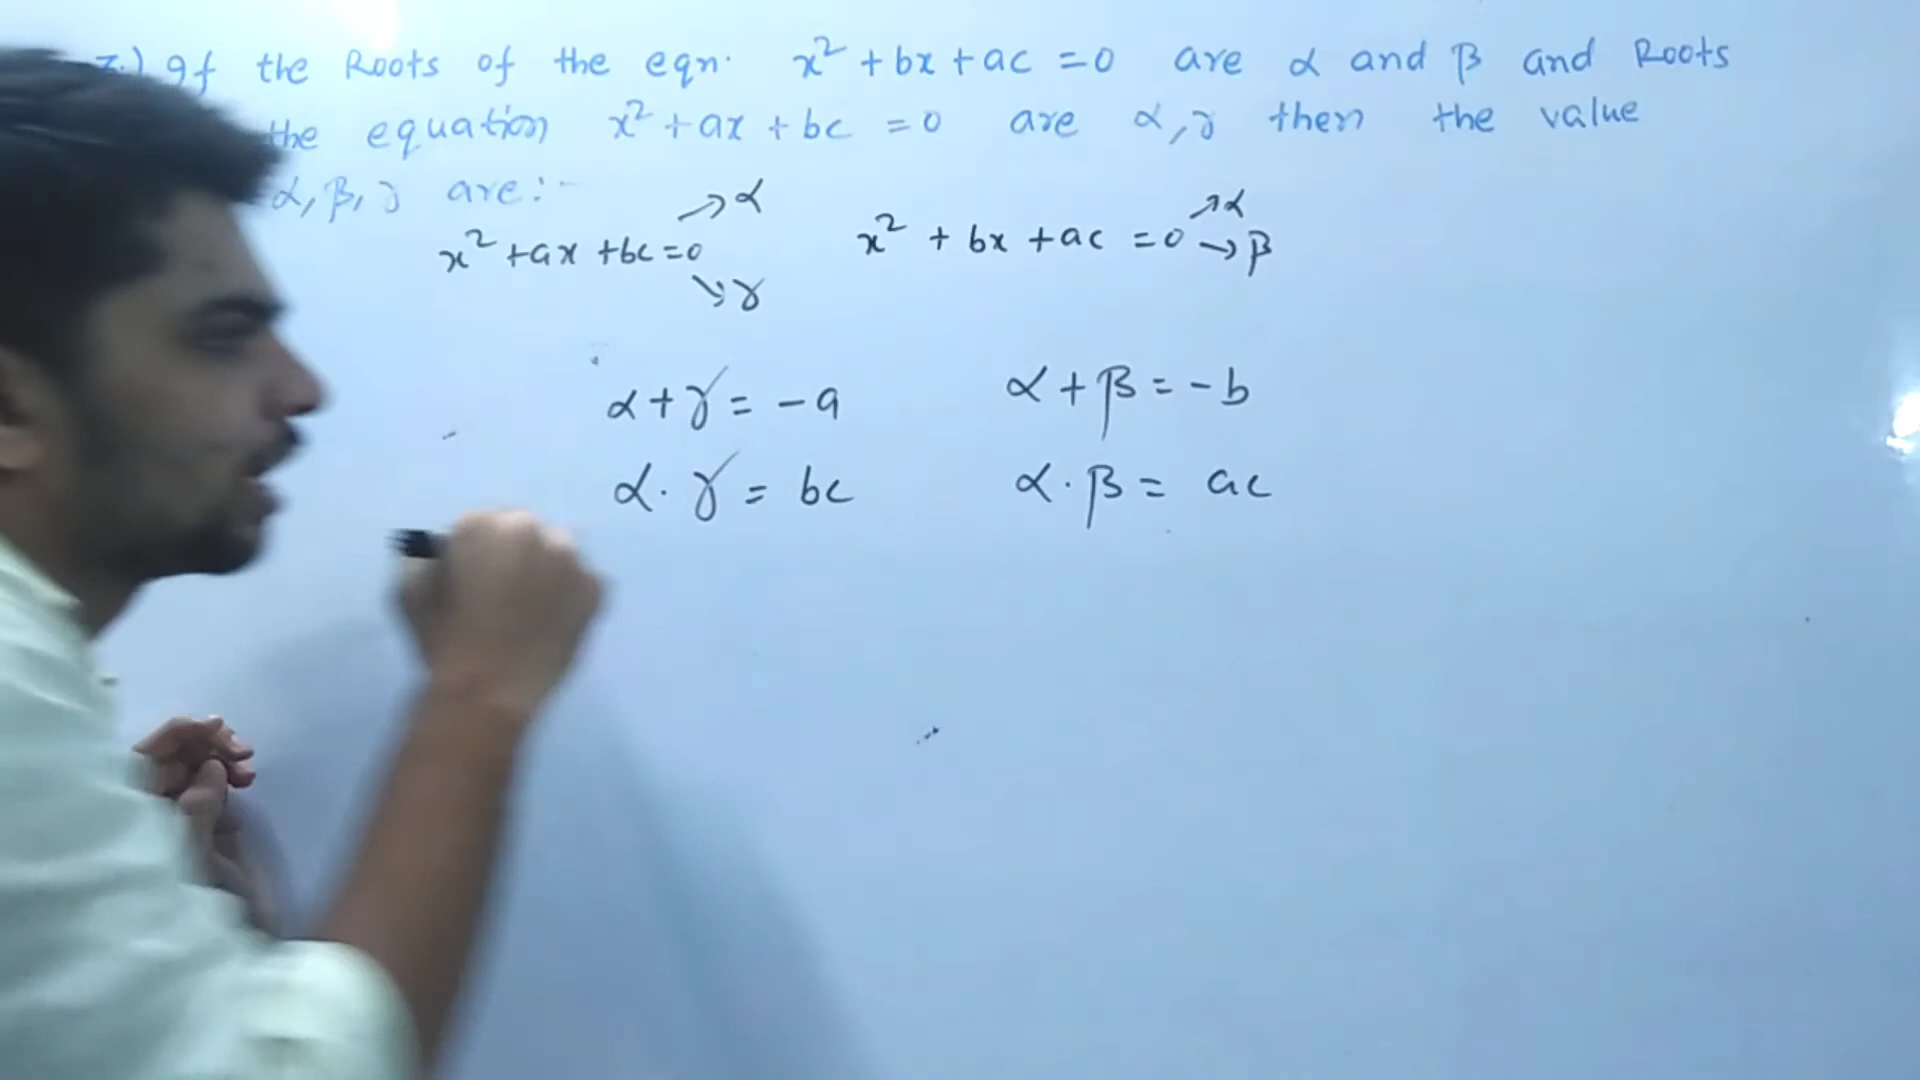 7.) If the Roots of the eqn. x² + bx + ac = 0 are α and β and Roots
the equation x² + ax + bc = 0 are α, γ then the value
α, β, γ are :-
x² + ax + bc = 0 → α ↘ γ
x² + bx + ac = 0 → α → β
α + γ = - a
α + β = - b
α · γ = bc
α · β = ac